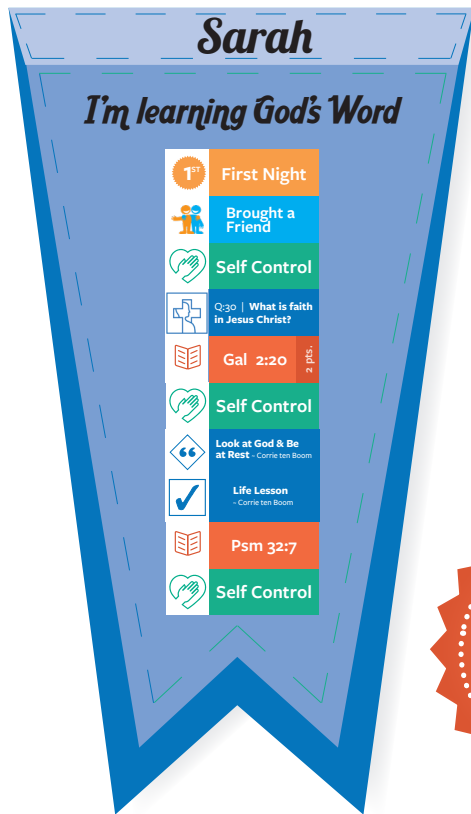 Sarah
I'm learning God's Word
1ST First Night
Brought a
Friend
Self Control
Q:30 | What is faith
in Jesus Christ?
Gal 2:20 2 pts.
Self Control
Look at God & Be
at Rest ~ Corrie ten Boom
Life Lesson
~ Corrie ten Boom
Psm 32:7
Self Control